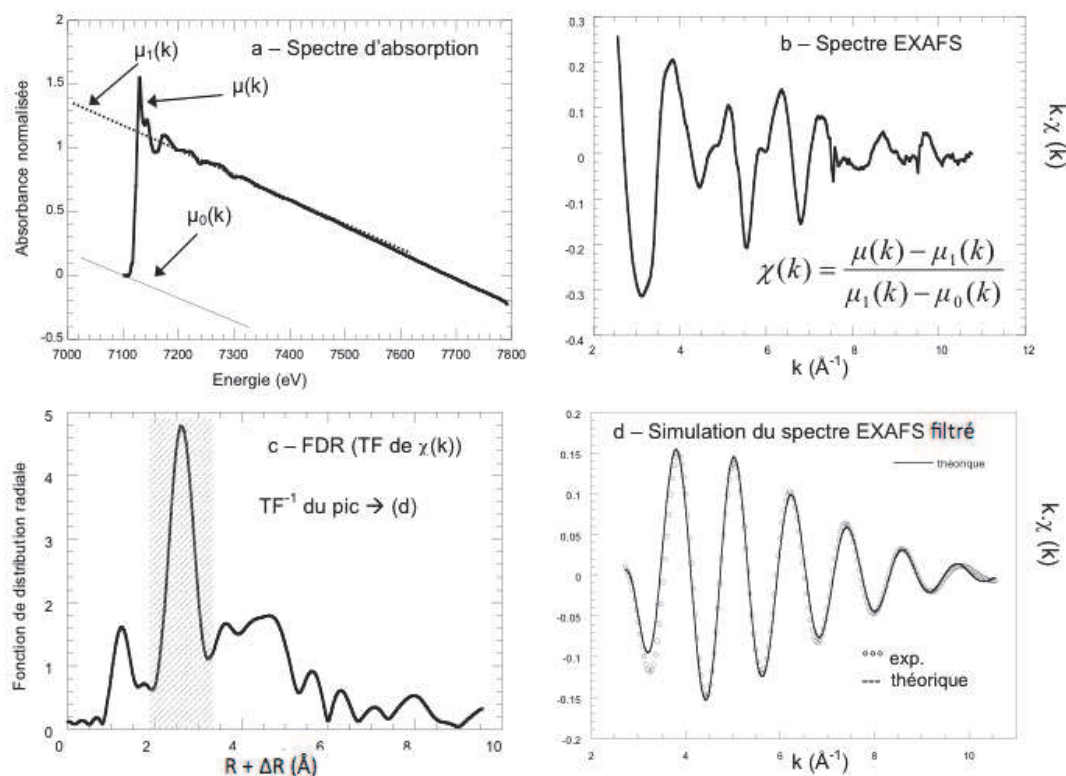 a – Spectre d'absorption
μ₁(k)
μ(k)
μ₀(k)
Absorbance normalisée
2
1.5
1
0.5
0
-0.5
7000 7100 7200 7300 7400 7500 7600 7700 7800
Energie (eV)
b – Spectre EXAFS
0.3
0.2
0.1
0
-0.1
-0.2
-0.3
-0.4
k.χ (k)
χ(k) = (μ(k) − μ₁(k)) / (μ₁(k) − μ₀(k))
2 4 6 8 10 12
k (Å⁻¹)
c – FDR (TF de χ(k))
TF⁻¹ du pic → (d)
Fonction de distribution radiale
5
4
3
2
1
0
0 2 4 6 8 10
R + ΔR (Å)
d – Simulation du spectre EXAFS filtré
théorique
0.2
0.15
0.1
0.05
0
-0.05
-0.1
-0.15
-0.2
k.χ (k)
°°° exp.
--- théorique
2 4 6 8 10
k (Å⁻¹)